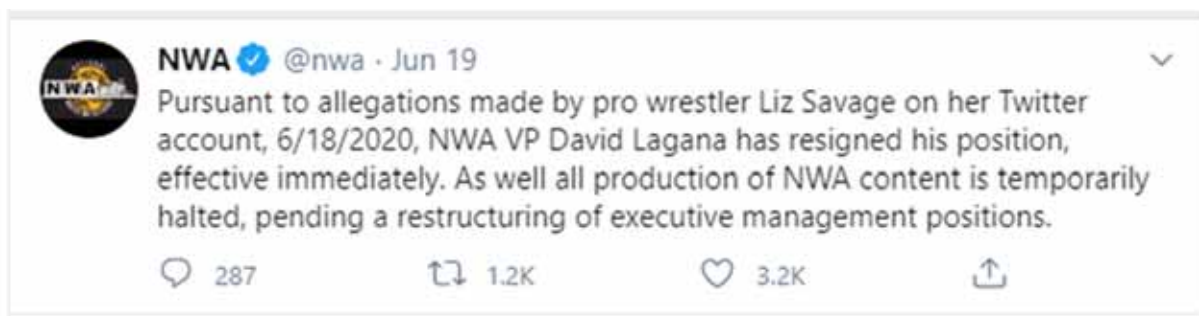 NWA @nwa · Jun 19
Pursuant to allegations made by pro wrestler Liz Savage on her Twitter
account, 6/18/2020, NWA VP David Lagana has resigned his position,
effective immediately. As well all production of NWA content is temporarily
halted, pending a restructuring of executive management positions.
287 1.2K 3.2K
NWA